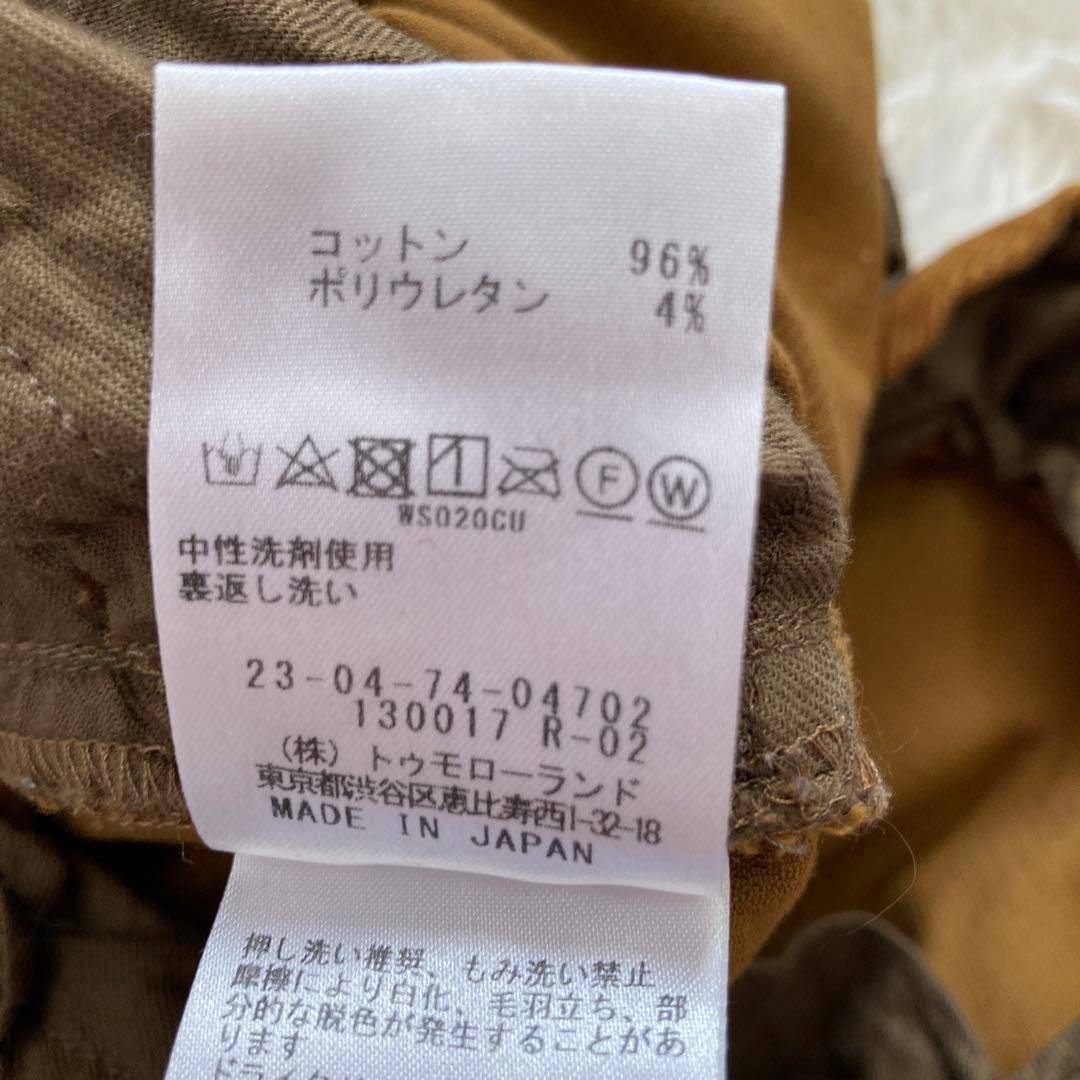 コットン 96%
ポリウレタン 4%
F W
WS020CU
中性洗剤使用
裏返し洗い
23-04-74-04702
130017 R-02
(株)トゥモローランド
東京都渋谷区恵比寿西1-32-18
MADE IN JAPAN
押し洗い推奨、もみ洗い禁止
摩擦により白化、毛羽立ち、部
分的な脱色が発生することがあ
ります